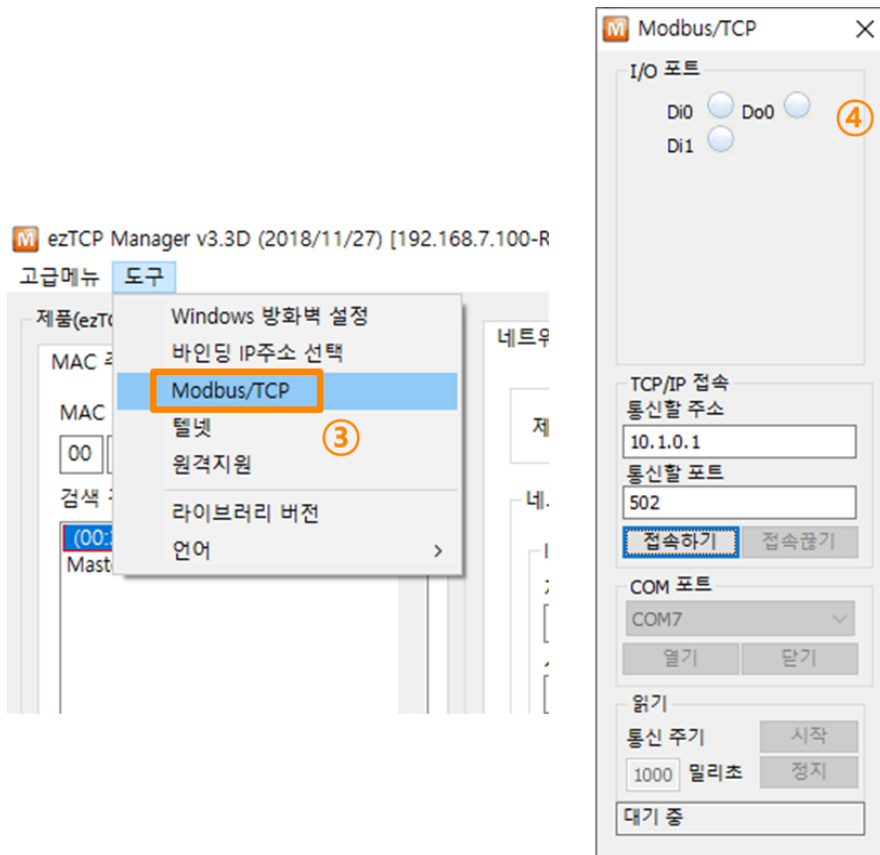 ezTCP Manager v3.3D (2018/11/27) [192.168.7.100-R
고급메뉴 도구
제품(ezT
MAC
MAC
00
검색
(00:
Mast
Windows 방화벽 설정
바인딩 IP주소 선택
Modbus/TCP
텔넷
원격지원
라이브러리 버전
언어
③
네트워
제
네
Modbus/TCP
I/O 포트
Di0 Do0
Di1
④
TCP/IP 접속
통신할 주소
10.1.0.1
통신할 포트
502
접속하기 접속끊기
COM 포트
COM7
열기 닫기
읽기
통신 주기 시작
1000 밀리초 정지
대기 중